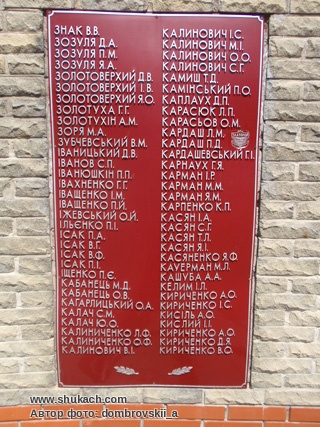 ЗНАК В.В.
ЗОЗУЛЯ Д.А.
ЗОЗУЛЯ П.М.
ЗОЗУЛЯ Я.А.
ЗОЛОТОВЕРХИЙ Д.В.
ЗОЛОТОВЕРХИЙ І.В.
ЗОЛОТОВЕРХИЙ Я.О.
ЗОЛОТУХА Г.Г.
ЗОЛОТУХІН А.М.
ЗОРЯ М.А.
ЗУБЧЕВСЬКИЙ В.М.
ІВАНИЦЬКИЙ Д.В.
ІВАНОВ С.П.
ІВАНЮШКІН П.П.
ІВАХНЕНКО Г.Г.
ІВАЩЕНКО І.М.
ІВАЩЕНКО П.Й.
ІЖЕВСЬКИЙ О.Й.
ІЛЬЄНКО П.І.
ІСАК П.А.
ІСАК В.Г.
ІСАК В.Ф.
ІСАК П.І.
ІЩЕНКО П.Є.
КАБАНЕЦЬ М.Д.
КАБАНЕЦЬ О.В.
КАГАРЛИЦЬКИЙ О.А.
КАЛАЧ С.М.
КАЛАЧ Ю.О.
КАЛИНИЧЕНКО Л.Ф.
КАЛИНИЧЕНКО О.Ф.
КАЛИНОВИЧ В.І.
КАЛИНОВИЧ І.С.
КАЛИНОВИЧ М.І.
КАЛИНОВИЧ О.О.
КАЛИНОВИЧ С.Г.
КАМИШ Т.Д.
КАМІНСЬКИЙ П.О.
КАПЛАУХ Д.П.
КАРАСЮК Л.П.
КАРАСЬОВ О.М.
КАРДАШ Л.М.
КАРДАШ П.Д.
КАРДАШЕВСЬКИЙ Г.І.
КАРНАУХ Г.Я.
КАРМАН І.Р.
КАРМАН М.М.
КАРМАН Я.М.
КАРПЕНКО К.П.
КАСЯН І.А.
КАСЯН С.Г.
КАСЯН Т.Л.
КАСЯН Я.І.
КАСЯНЕНКО Я.Ф.
КАУЕРМАН М.Л.
КАШУБА А.А.
КЕЛИМ І.Л.
КИРИЧЕНКО А.О.
КИРИЧЕНКО І.С.
КИСІЛЬ А.О.
КИСЛИЙ І.І.
КИРИЧЕНКО А.О.
КИРИЧЕНКО Д.Я.
КИРИЧЕНКО В.О.
www.shukach.com
Автор фото: dombrovskii_a